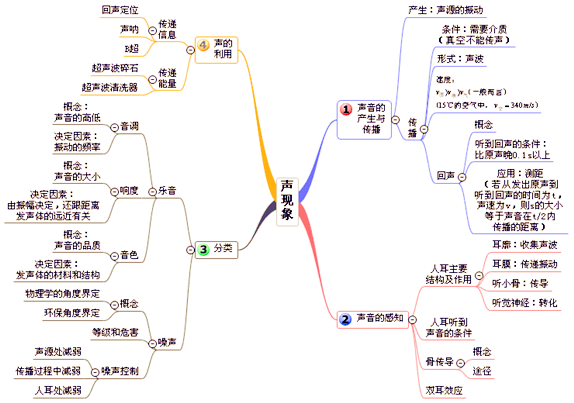 声现象
1 声音的产生与传播
产生：声源的振动
传播
条件：需要介质
（真空不能传声）
形式：声波
速度：
（15℃的空气中，v=340m/s）
回声
概念
听到回声的条件：
比原声晚0.1s以上
应用：测距
（若从发出原声到
听到回声的时间为t，
声速为v，则s的大小
等于声音在t/2内
传播的距离）
2 声音的感知
人耳主要
结构及作用
耳廓：收集声波
耳膜：传递振动
听小骨：传导
听觉神经：转化
人耳听到
声音的条件
骨传导
概念
途径
双耳效应
3 分类
乐音
音调
概念：
声音的高低
决定因素：
振动的频率
响度
概念：
声音的大小
决定因素：
由振幅决定，还跟距离
发声体的远近有关
音色
概念：
声音的品质
决定因素：
发声体的材料和结构
噪声
概念
物理学的角度界定
环保角度界定
等级和危害
噪声控制
声源处减弱
传播过程中减弱
人耳处减弱
4 声的
利用
传递
信息
回声定位
声呐
B超
传递
能量
超声波碎石
超声波清洗器